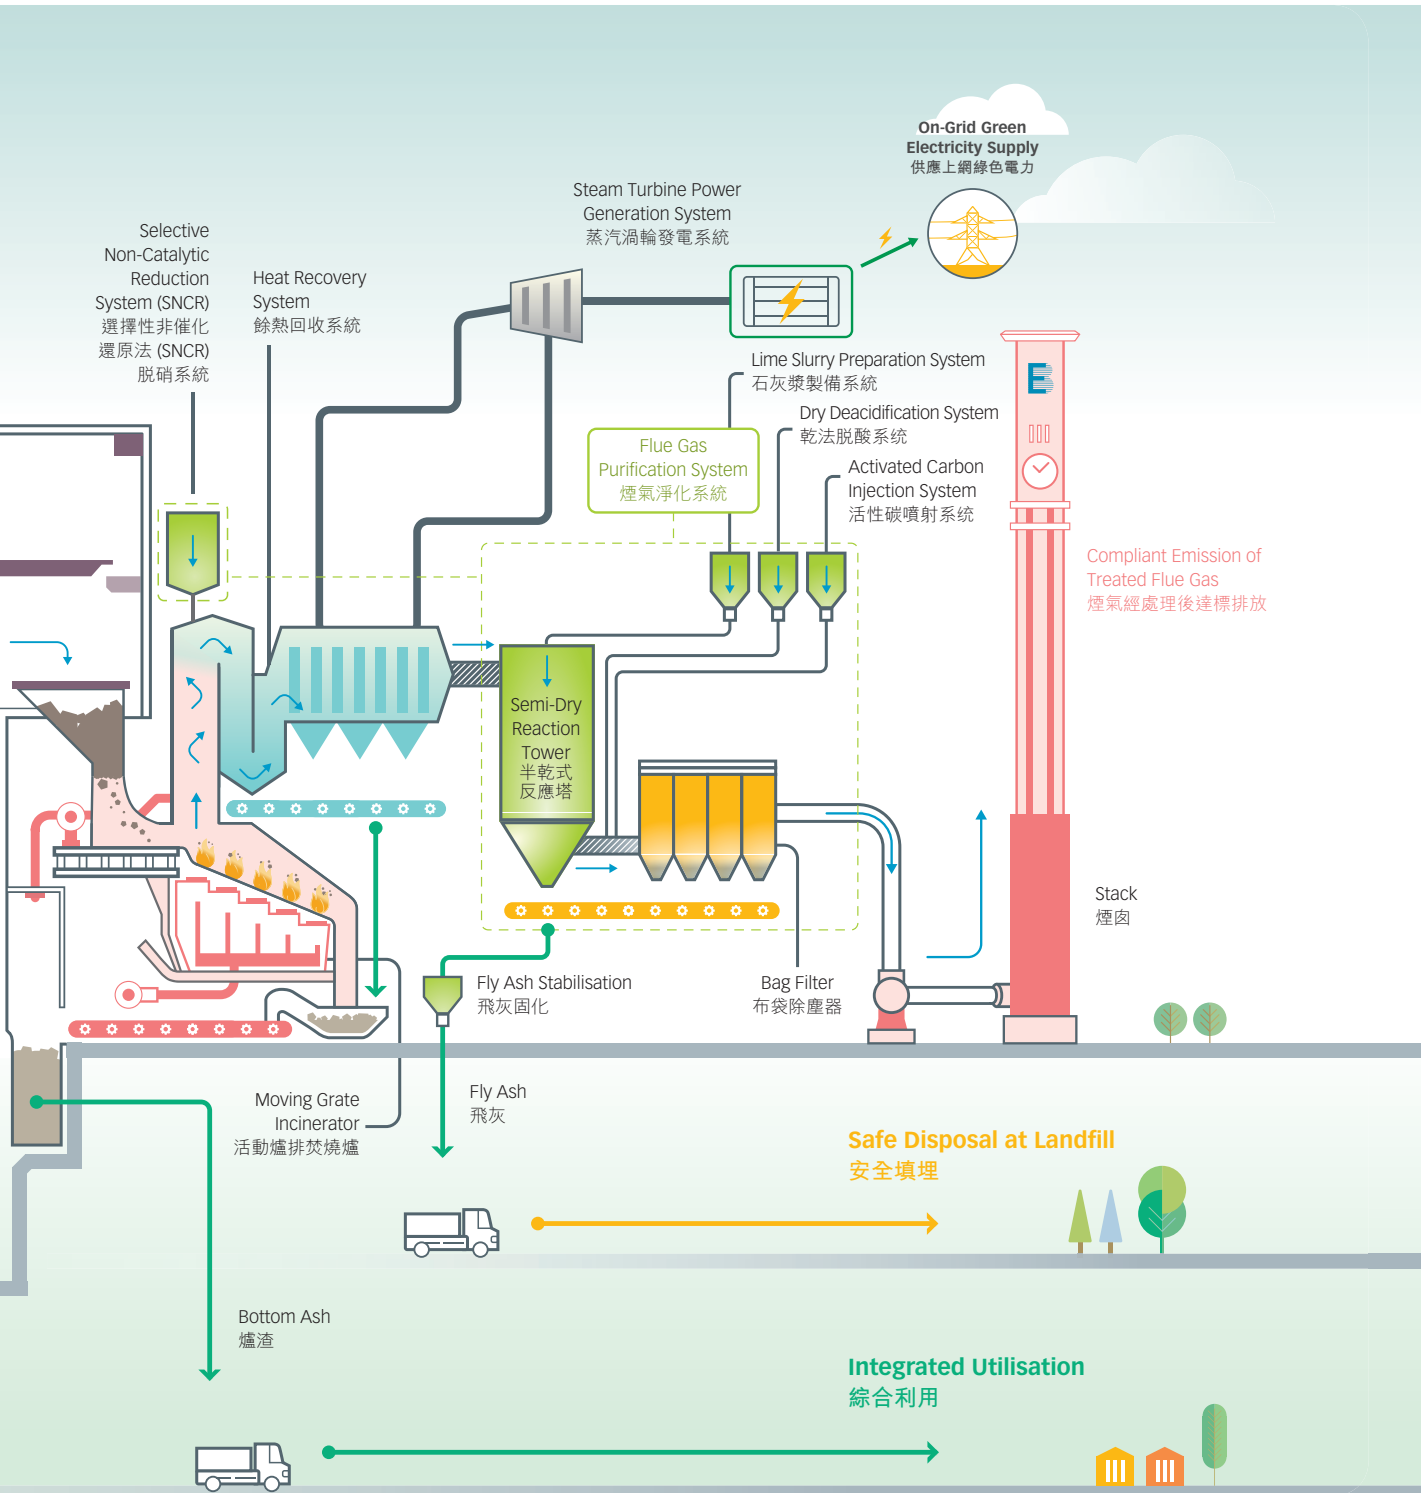 On-Grid Green
Electricity Supply
供應上網綠色電力
Steam Turbine Power
Generation System
蒸汽渦輪發電系統
Selective
Non-Catalytic
Reduction
System (SNCR)
選擇性非催化
還原法 (SNCR)
脱硝系統
Heat Recovery
System
餘熱回收系統
Lime Slurry Preparation System
石灰漿製備系統
Dry Deacidification System
乾法脱酸系统
Flue Gas
Purification System
煙氣淨化系統
Activated Carbon
Injection System
活性碳噴射系统
E
Compliant Emission of
Treated Flue Gas
煙氣經處理後達標排放
Semi-Dry
Reaction
Tower
半乾式
反應塔
Stack
煙囪
Fly Ash Stabilisation
飛灰固化
Bag Filter
布袋除塵器
Moving Grate
Incinerator
活動爐排焚燒爐
Fly Ash
飛灰
Safe Disposal at Landfill
安全填埋
Bottom Ash
爐渣
Integrated Utilisation
綜合利用